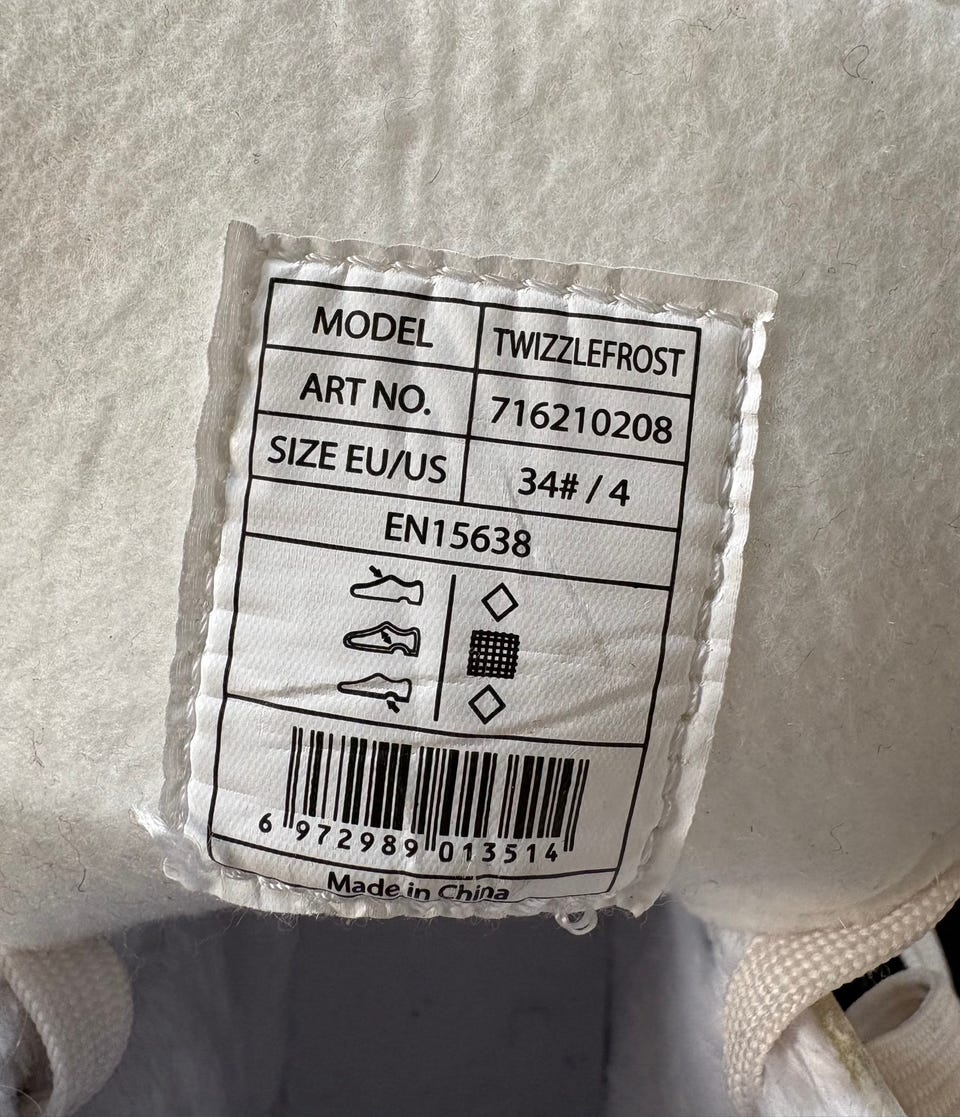 MODEL TWIZZLEFROST
ART NO. 716210208
SIZE EU/US 34# / 4
EN15638
6 972989 013514
Made in China